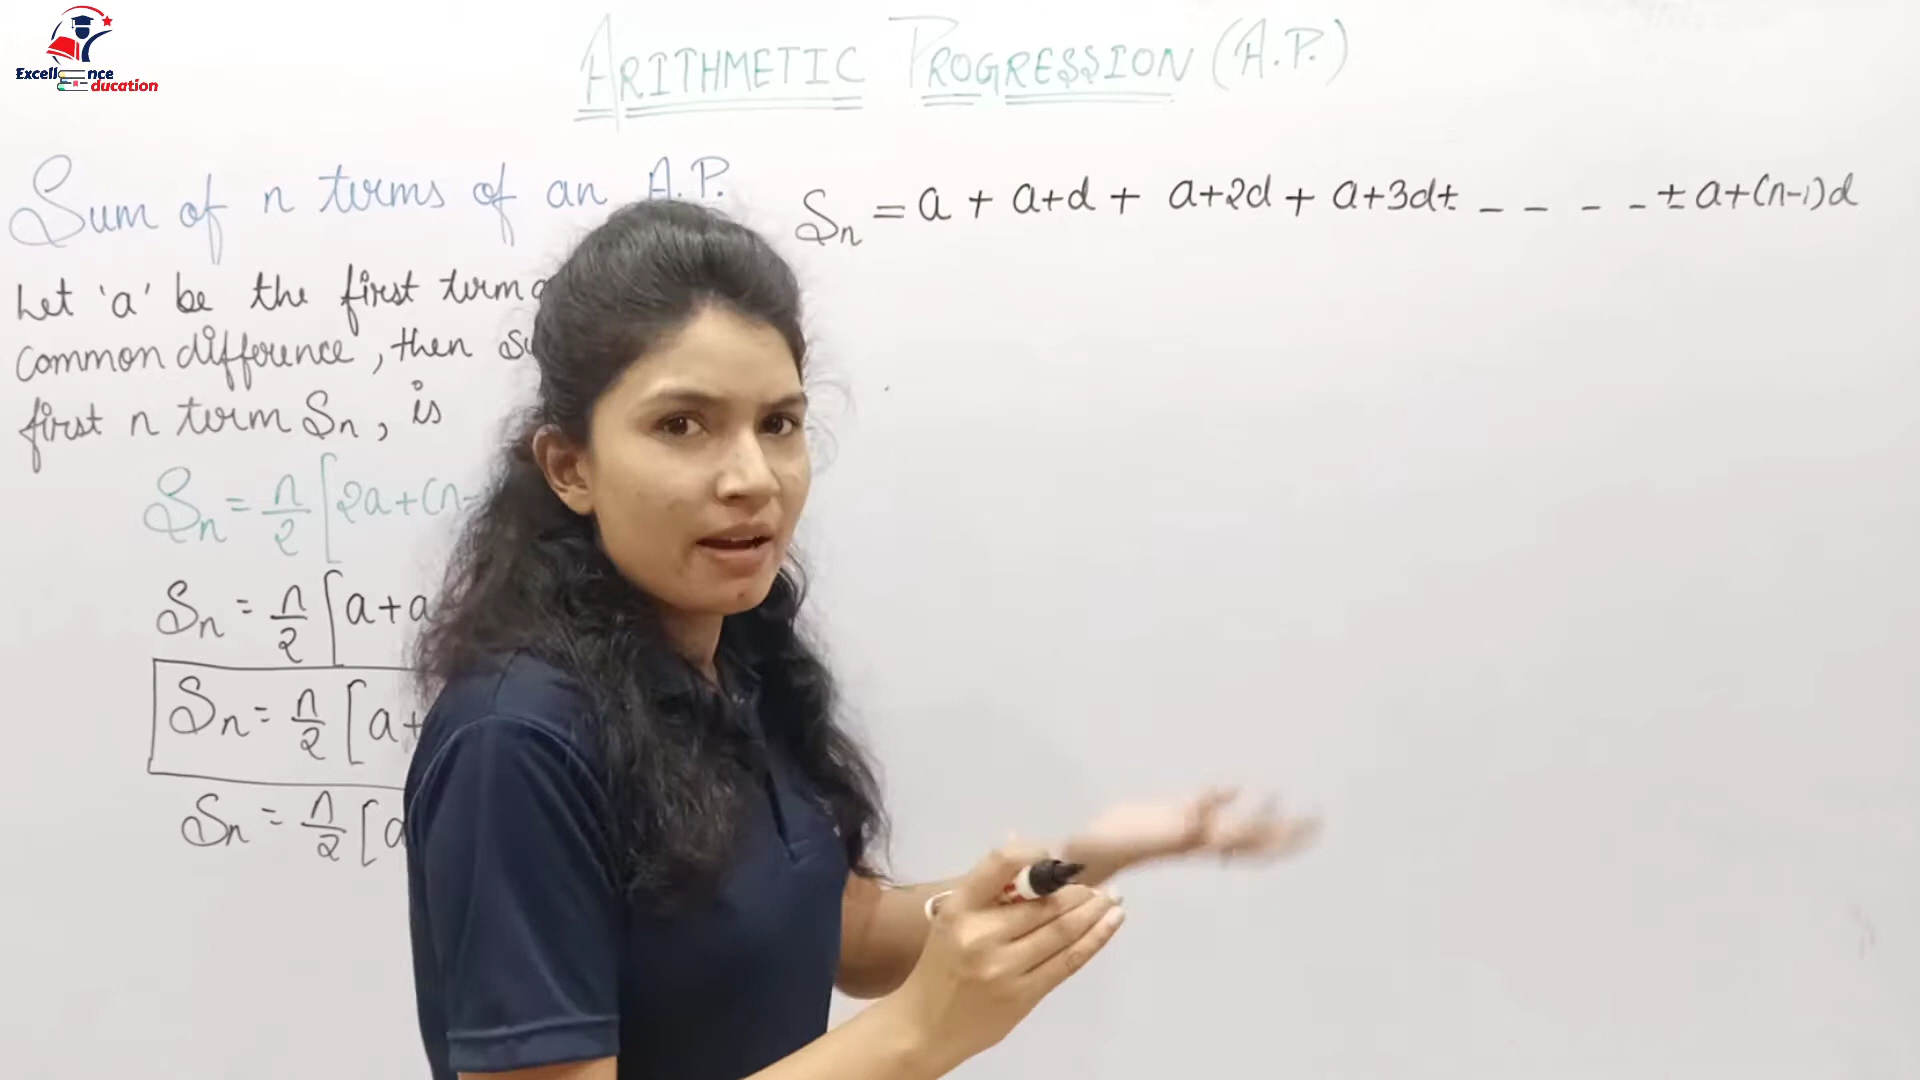 Excellence
Education
ARITHMETIC PROGRESSION (A.P.)
Sum of n terms of an A.P.
Let 'a' be the first term
common difference, then
first n term Sn, is
Sn = n/2 [2a+(n-
Sn = n/2 [a+a
Sn = n/2 [a+
Sn = n/2 [a
Sn = a + a+d + a+2d + a+3d+ _ _ _ _ + a+(n-1)d